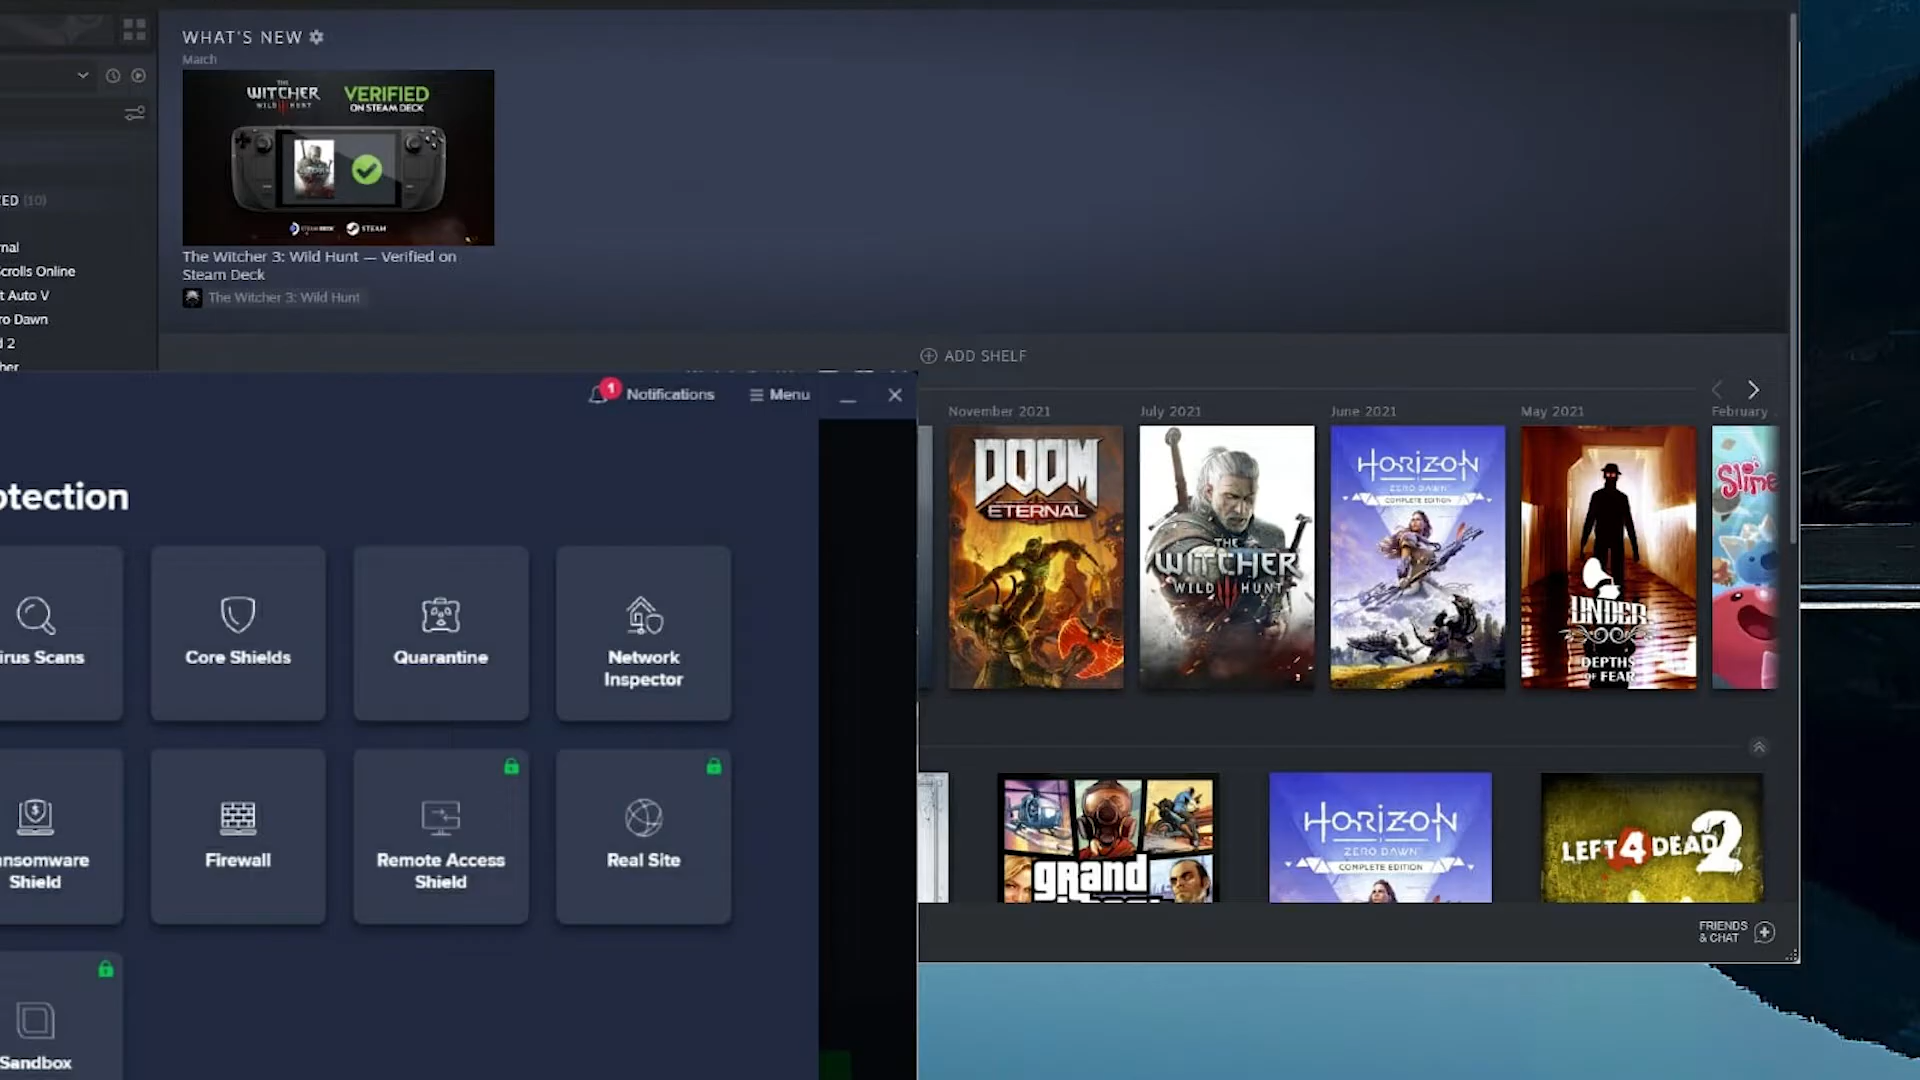 WHAT'S NEW
March
THE
WITCHER
WILD HUNT
VERIFIED
ON STEAM DECK
STEAM DECK
STEAM
The Witcher 3: Wild Hunt — Verified on
Steam Deck
The Witcher 3: Wild Hunt
ED (10)
nal
crolls Online
t Auto V
ro Dawn
d 2
her
ADD SHELF
November 2021
July 2021
June 2021
May 2021
February
DOOM
ETERNAL
THE
WITCHER
WILD HUNT
HORIZON
ZERO DAWN
COMPLETE EDITION
UNDER
DEPTHS
OF FEAR
Slime
grand
HORIZON
ZERO DAWN
COMPLETE EDITION
LEFT 4 DEAD 2
FRIENDS
& CHAT
1
Notifications
Menu
otection
irus Scans
Core Shields
Quarantine
Network
Inspector
nsomware
Shield
Firewall
Remote Access
Shield
Real Site
Sandbox